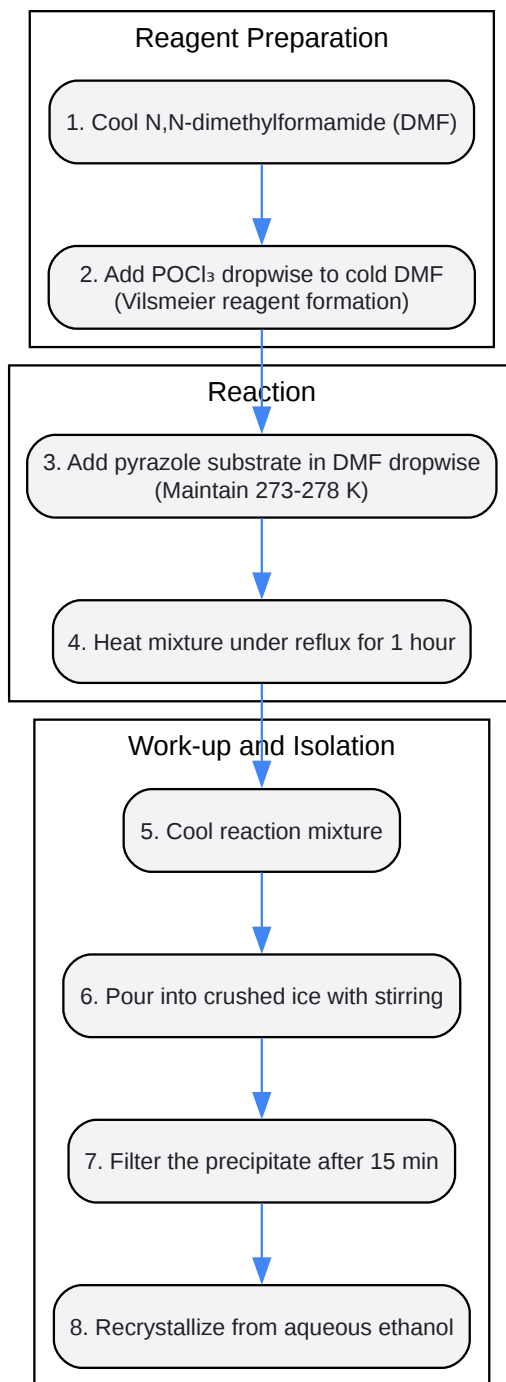 Reagent Preparation
1. Cool N,N-dimethylformamide (DMF)
2. Add POCl₃ dropwise to cold DMF
(Vilsmeier reagent formation)
Reaction
3. Add pyrazole substrate in DMF dropwise
(Maintain 273-278 K)
4. Heat mixture under reflux for 1 hour
Work-up and Isolation
5. Cool reaction mixture
6. Pour into crushed ice with stirring
7. Filter the precipitate after 15 min
8. Recrystallize from aqueous ethanol